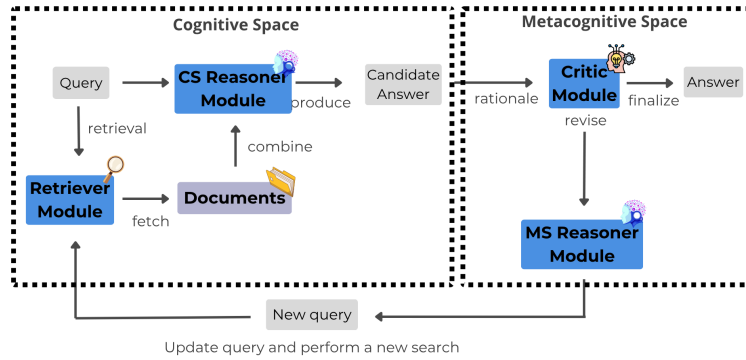 Cognitive Space
Metacognitive Space
Query
CS Reasoner
Module
produce
Candidate
Answer
rationale
Critic
Module
finalize
Answer
revise
retrieval
combine
Retriever
Module
fetch
Documents
MS Reasoner
Module
New query
Update query and perform a new search